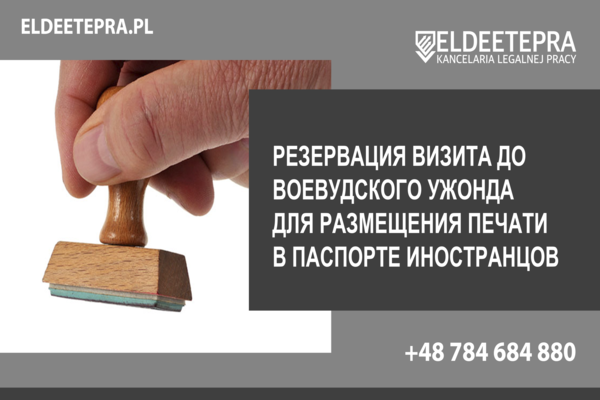 ELDEETEPRA.PL
ELDEETEPRA
KANCELARIA LEGALNEJ PRACY
РЕЗЕРВАЦИЯ ВИЗИТА ДО
ВОЕВУДСКОГО УЖОНДА
ДЛЯ РАЗМЕЩЕНИЯ ПЕЧАТИ
В ПАСПОРТЕ ИНОСТРАНЦОВ
+48 784 684 880